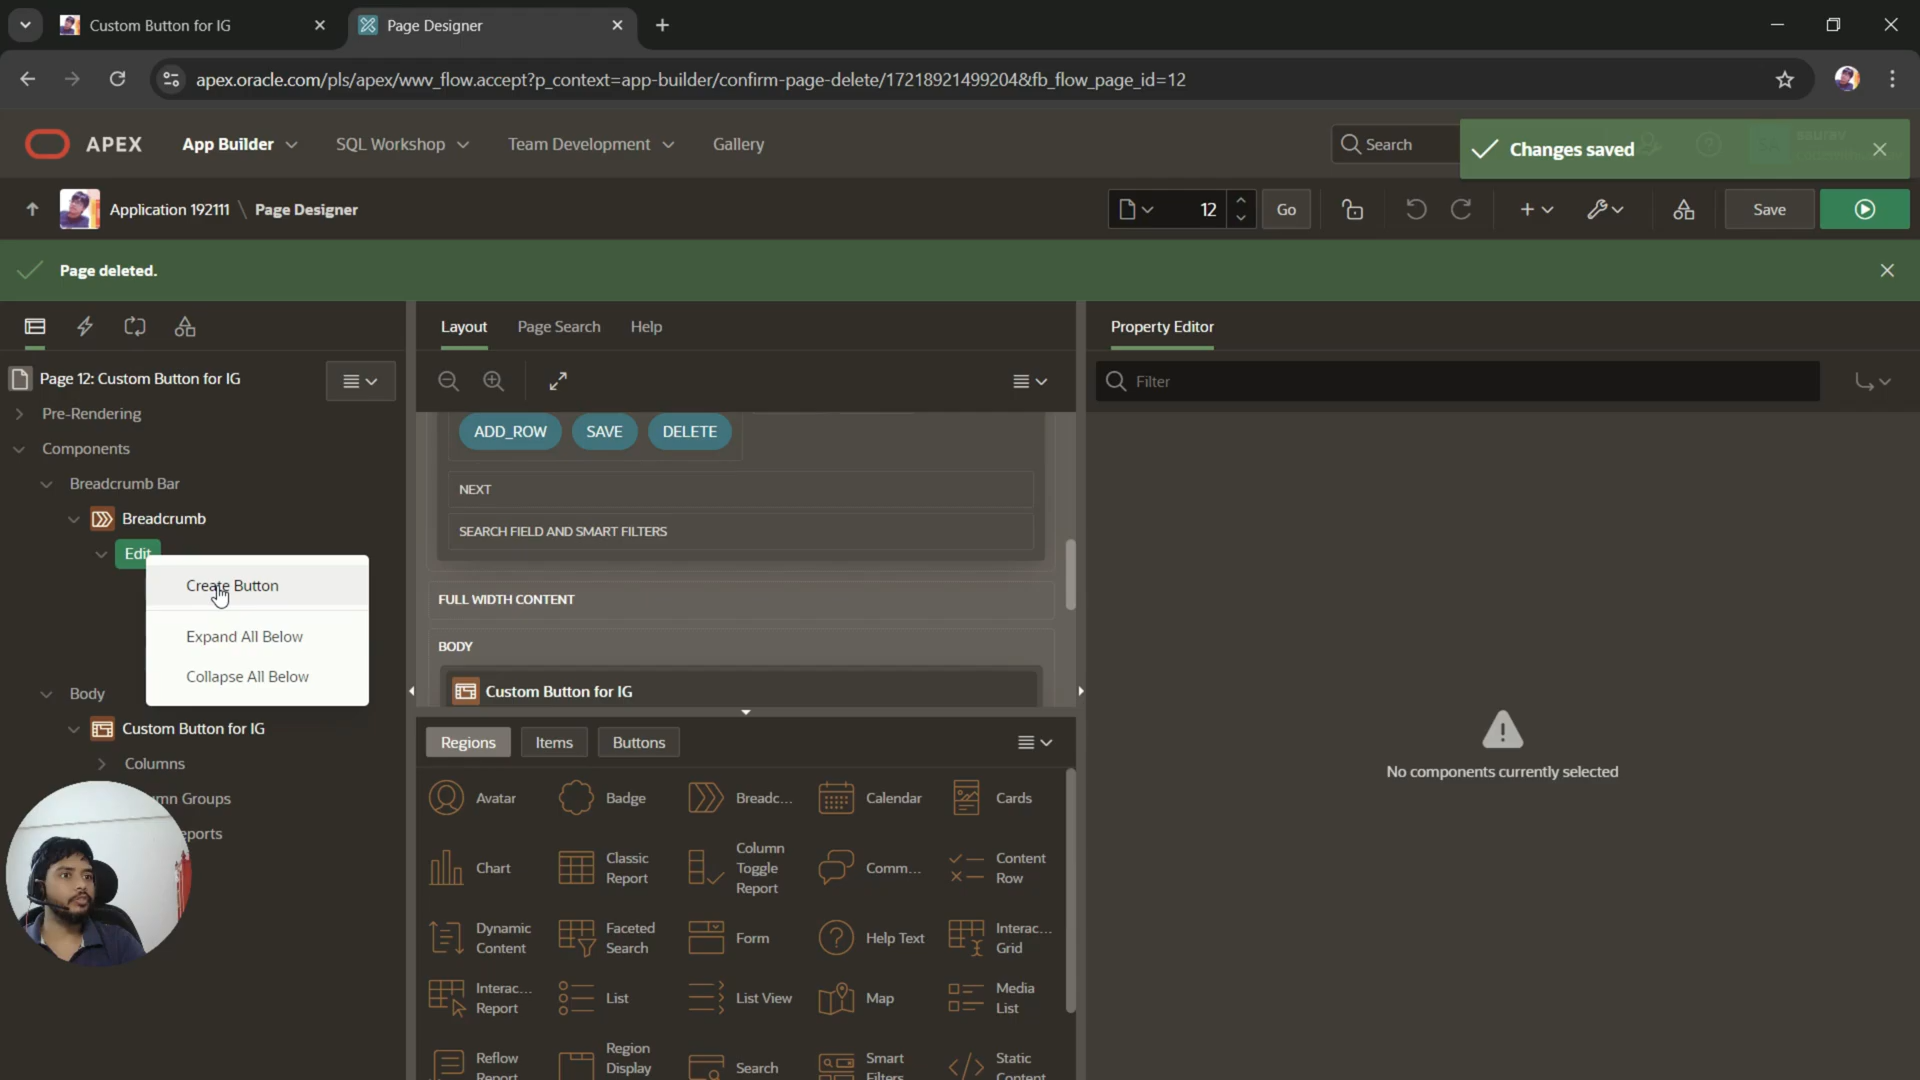 Custom Button for IG
Page Designer
apex.oracle.com/pls/apex/wwv_flow.accept?p_context=app-builder/confirm-page-delete/1721892149920&fb_flow_page_id=12
APEX
App Builder
SQL Workshop
Team Development
Gallery
Search
Changes saved
Application 192111 \ Page Designer
12
Go
Save
Page deleted.
Layout
Page Search
Help
Property Editor
Page 12: Custom Button for IG
Filter
Pre-Rendering
Components
Breadcrumb Bar
Breadcrumb
Edit
Create Button
Expand All Below
Collapse All Below
Body
Custom Button for IG
Columns
mn Groups
eports
ADD_ROW
SAVE
DELETE
NEXT
SEARCH FIELD AND SMART FILTERS
FULL WIDTH CONTENT
BODY
Custom Button for IG
Regions
Items
Buttons
No components currently selected
Avatar
Badge
Breadc...
Calendar
Cards
Chart
Classic
Report
Column
Toggle
Report
Comm...
Content
Row
Dynamic
Content
Faceted
Search
Form
Help Text
Interac...
Grid
Interac...
Report
List
List View
Map
Media
List
Reflow
Report
Region
Display
Search
Smart
Filters
Static
Content